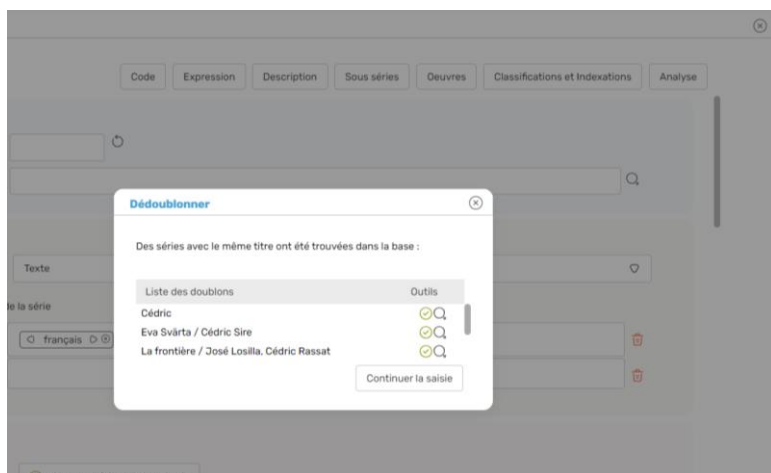 Code Expression Description Sous séries Oeuvres Classifications et Indexations Analyse
Dédoublonner
Des séries avec le même titre ont été trouvées dans la base :
Texte
Liste des doublons Outils
de la série
Cédric
Eva Svärta / Cédric Sire
français
La frontière / José Losilla, Cédric Rassat
Continuer la saisie